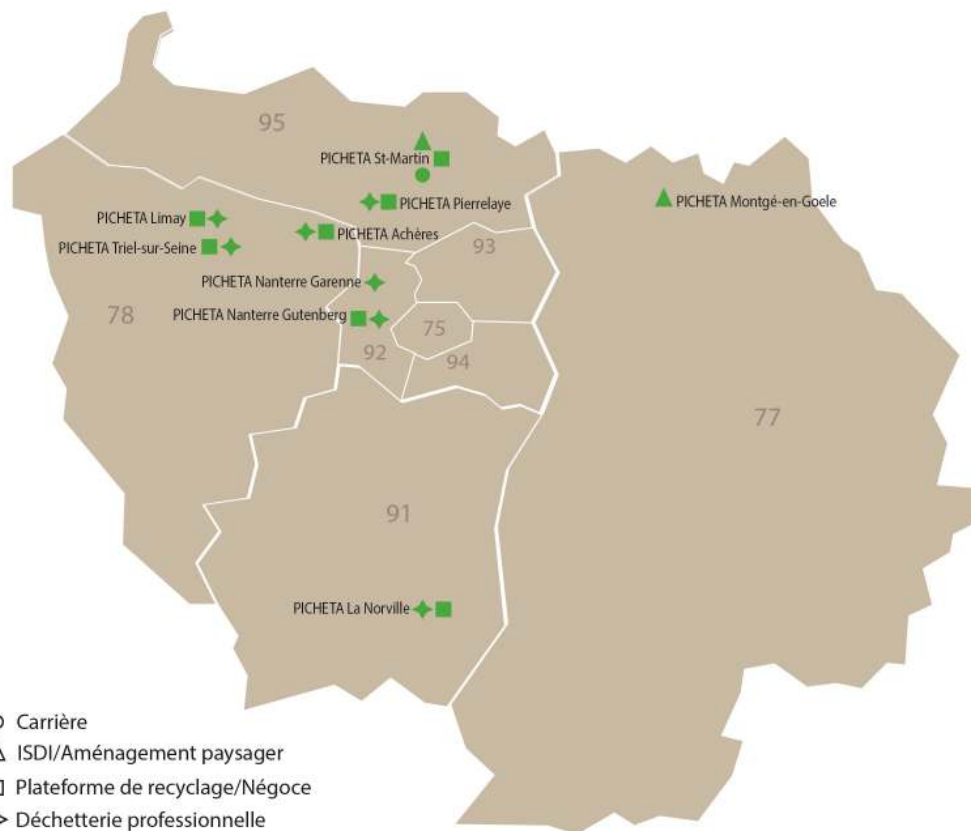 95
PICHETA St-Martin
PICHETA Pierrelaye
PICHETA Montgé-en-Goele
PICHETA Limay
PICHETA Achères
PICHETA Triel-sur-Seine
93
PICHETA Nanterre Garenne
78
PICHETA Nanterre Gutenberg
75
92
94
77
91
PICHETA La Norville
Carrière
ISDI/Aménagement paysager
Plateforme de recyclage/Négoce
Déchetterie professionnelle